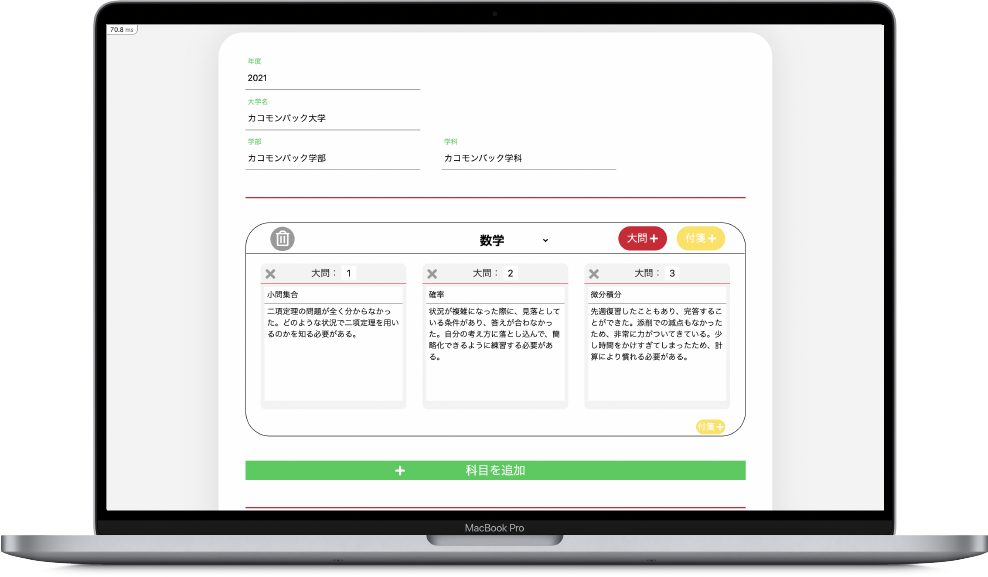 70.8 ms
年度
2021
大学名
カコモンバック大学
学部
学科
カコモンバック学部
カコモンバック学科
数学
大問+
付箋+
大問： 1
小問集合
二項定理の問題が全く分からなかっ
た。どのような状況で二項定理を用い
るのかを知る必要がある。
大問： 2
確率
状況が複雑になった際に、見落として
いる条件があり、答えが合わなかっ
た。自分の考え方に落とし込んで、簡
略化できるように練習する必要があ
る。
大問： 3
微分積分
先週復習したこともあり、完答するこ
とができた。添削での減点もなかった
ため、非常に力がついてきている。少
し時間をかけすぎてしまったため、計
算により慣れる必要がある。
付箋+
+ 科目を追加
MacBook Pro